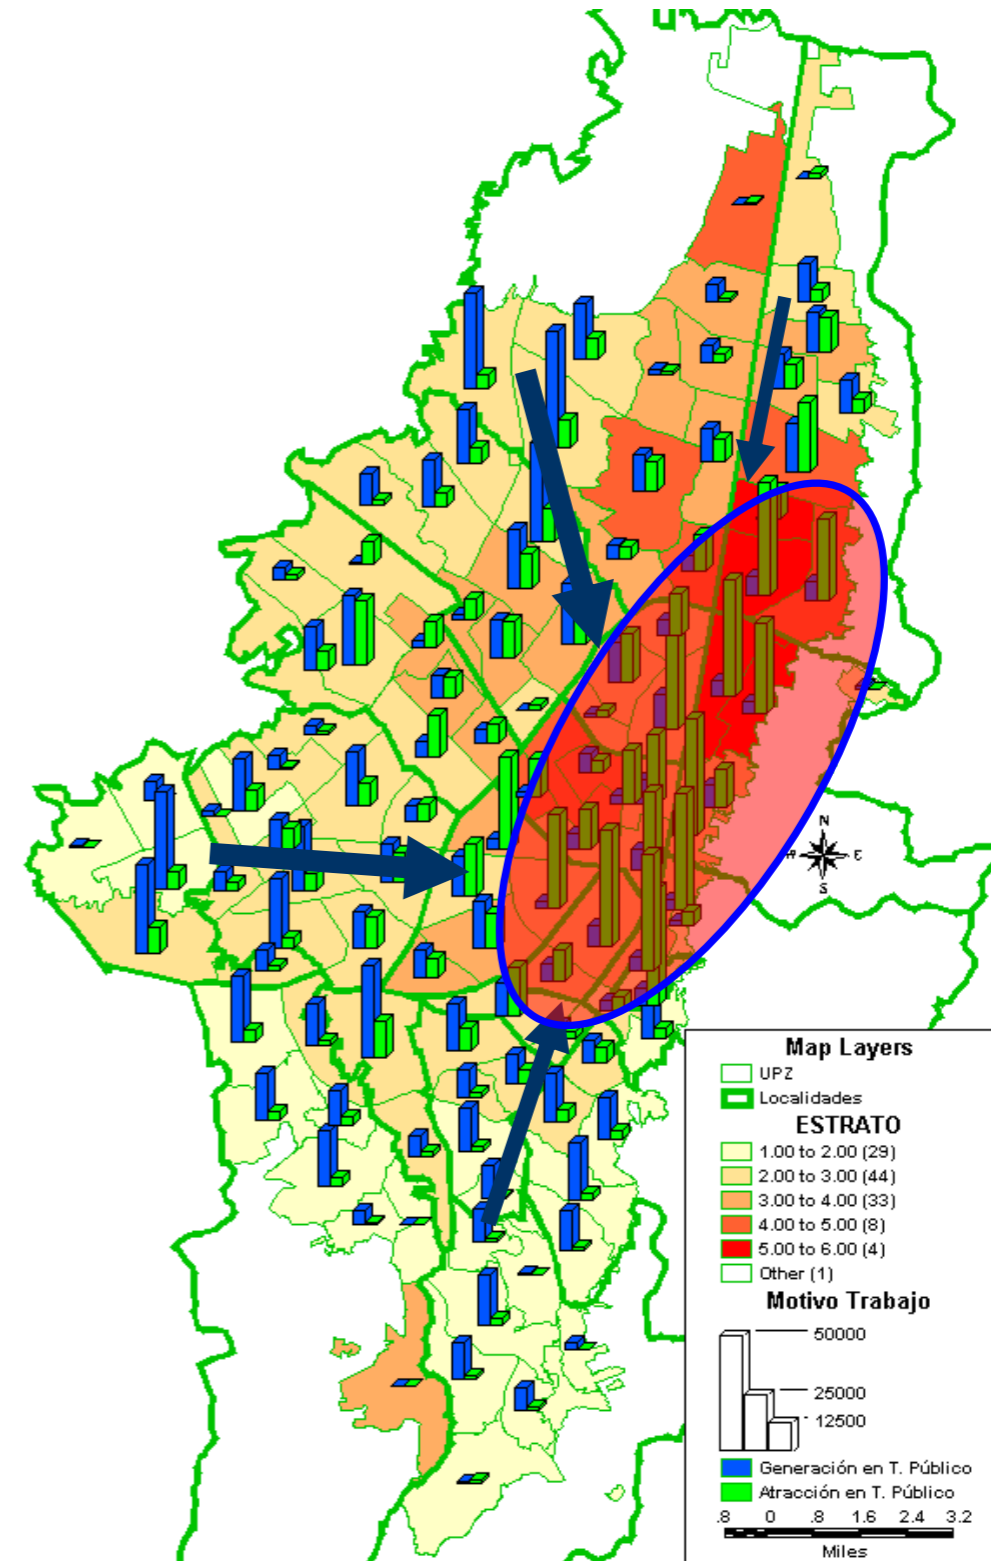 N
E
S
Map Layers
UPZ
Localidades
ESTRATO
1.00 to 2.00 (29)
2.00 to 3.00 (44)
3.00 to 4.00 (33)
4.00 to 5.00 (8)
5.00 to 6.00 (4)
Other (1)
Motivo Trabajo
50000
25000
12500
Generación en T. Público
Atracción en T. Público
.8 0 .8 1.6 2.4 3.2
Miles